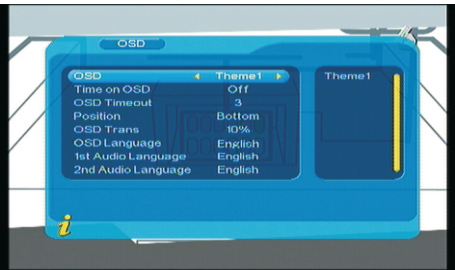 OSD
OSD Theme1
Time on OSD Off
OSD Timeout 3
Position Bottom
OSD Trans 10%
OSD Language English
1st Audio Language English
2nd Audio Language English
Theme1
i